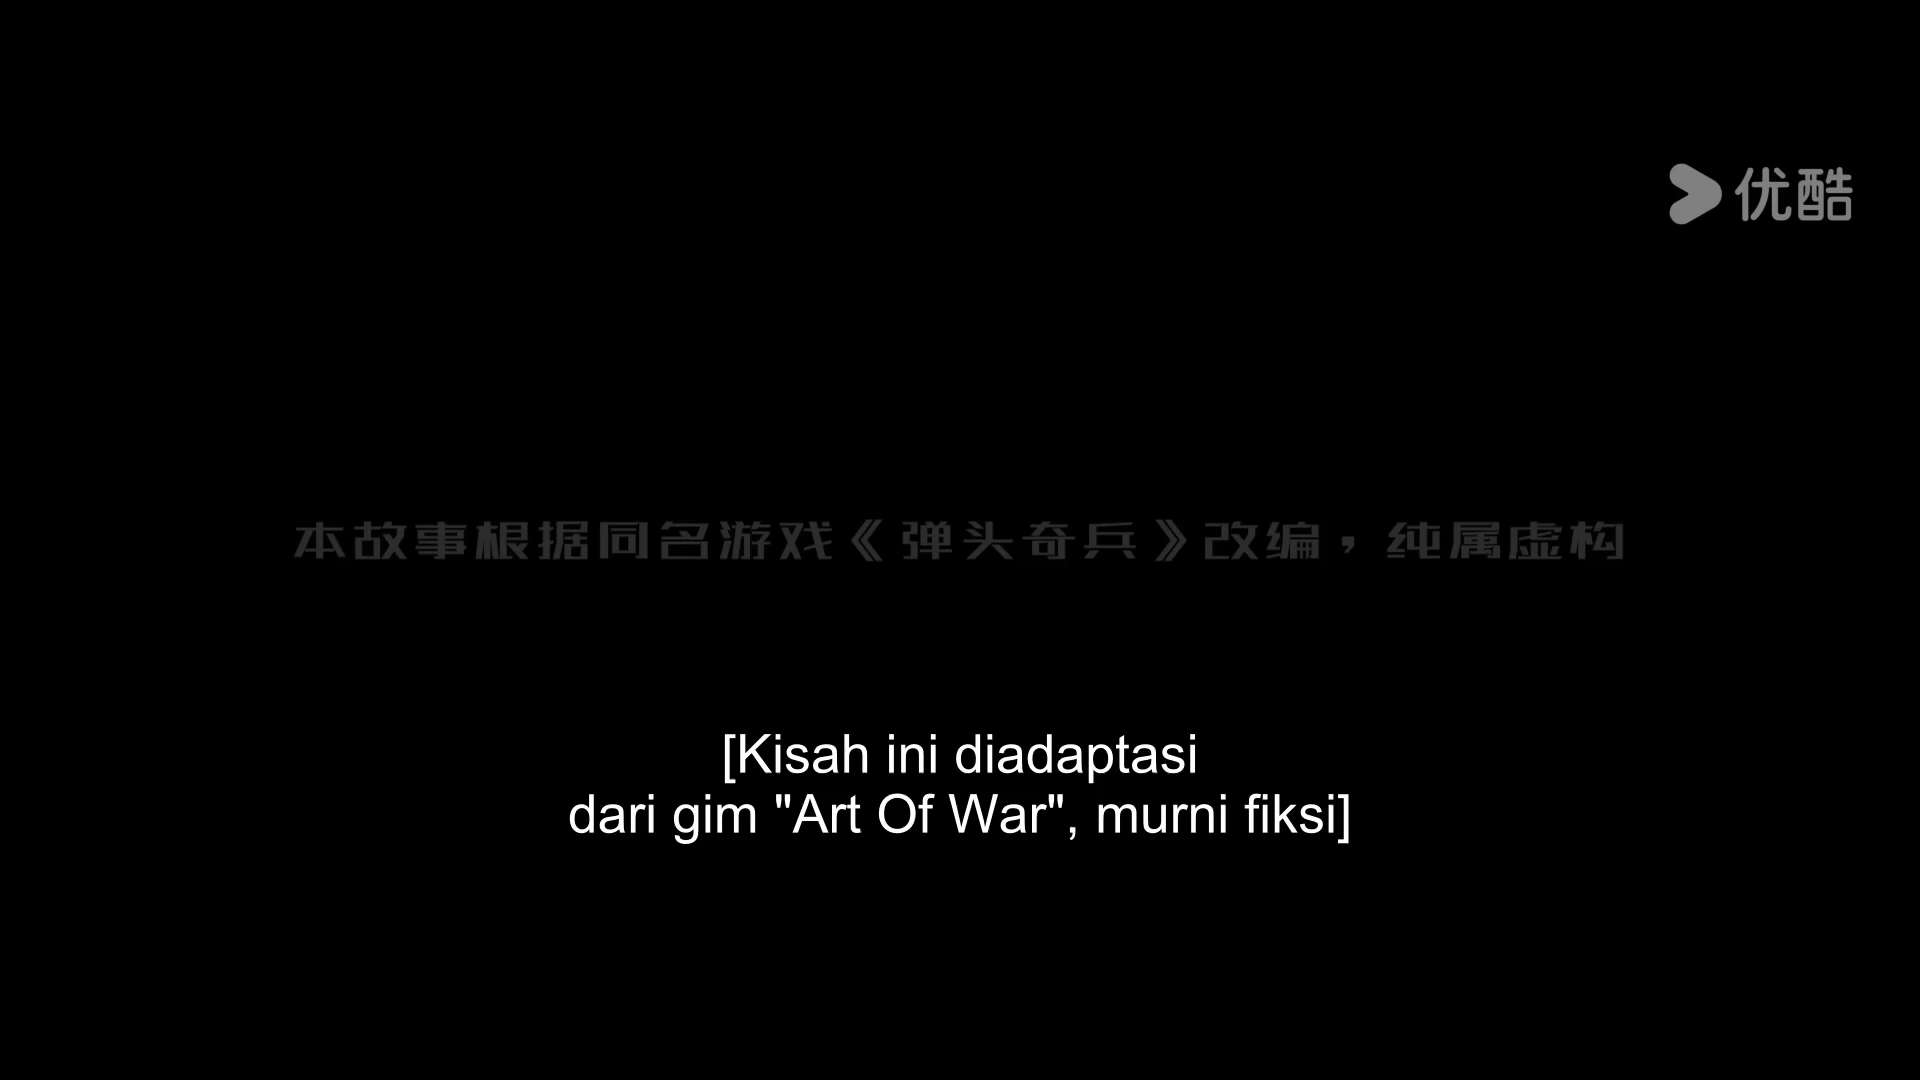 优酷
本故事根据同名游戏《弹头奇兵》改编，纯属虚构
[Kisah ini diadaptasi
dari gim "Art Of War", murni fiksi]